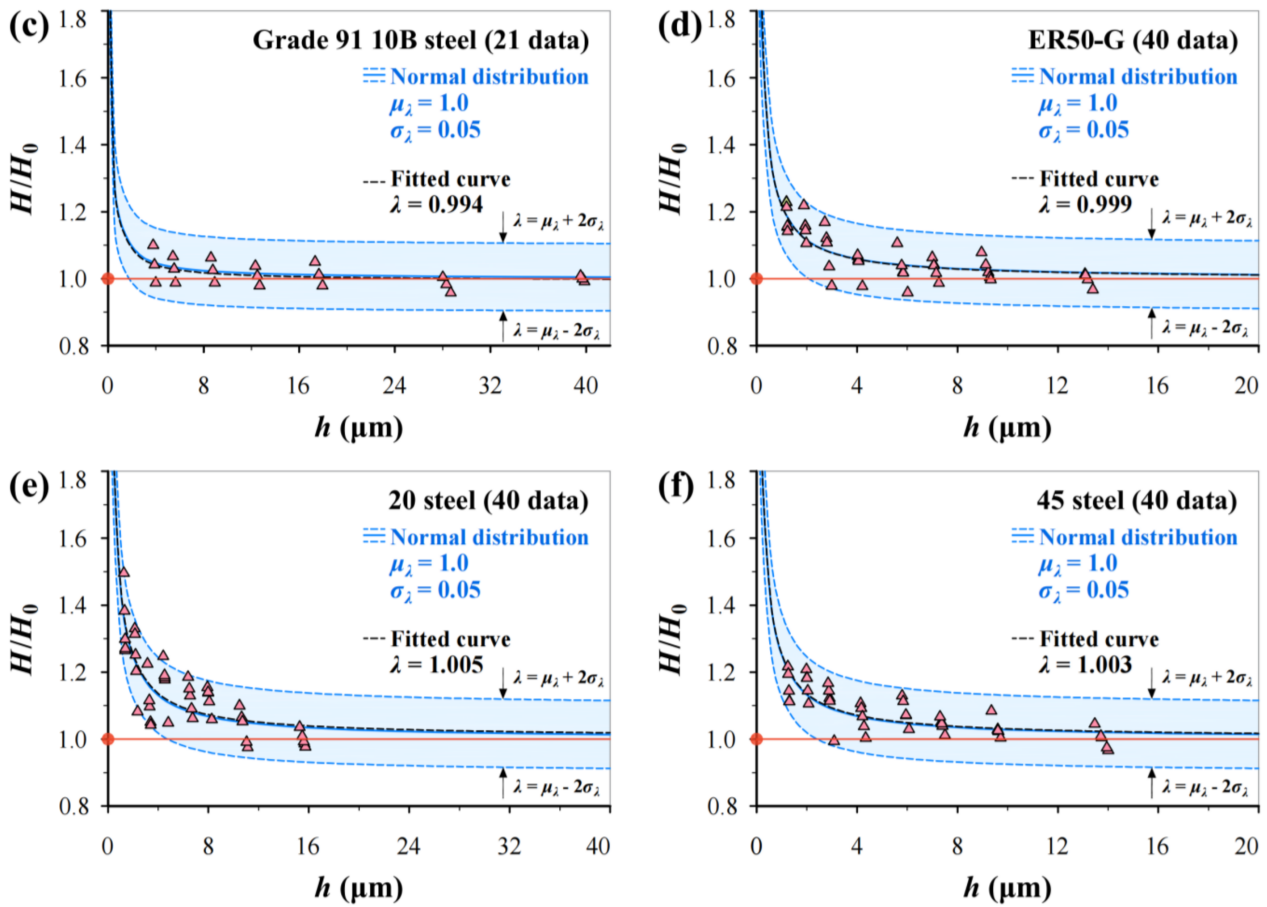 (c)
Grade 91 10B steel (21 data)
Normal distribution
μλ = 1.0
σλ = 0.05
Fitted curve
λ = 0.994
λ = μλ + 2σλ
λ = μλ - 2σλ
H/H0
1.8
1.6
1.4
1.2
1.0
0.8
0 8 16 24 32 40
h (μm)
(d)
ER50-G (40 data)
Normal distribution
μλ = 1.0
σλ = 0.05
Fitted curve
λ = 0.999
λ = μλ + 2σλ
λ = μλ - 2σλ
H/H0
1.8
1.6
1.4
1.2
1.0
0.8
0 4 8 12 16 20
h (μm)
(e)
20 steel (40 data)
Normal distribution
μλ = 1.0
σλ = 0.05
Fitted curve
λ = 1.005
λ = μλ + 2σλ
λ = μλ - 2σλ
H/H0
1.8
1.6
1.4
1.2
1.0
0.8
0 8 16 24 32 40
h (μm)
(f)
45 steel (40 data)
Normal distribution
μλ = 1.0
σλ = 0.05
Fitted curve
λ = 1.003
λ = μλ + 2σλ
λ = μλ - 2σλ
H/H0
1.8
1.6
1.4
1.2
1.0
0.8
0 4 8 12 16 20
h (μm)